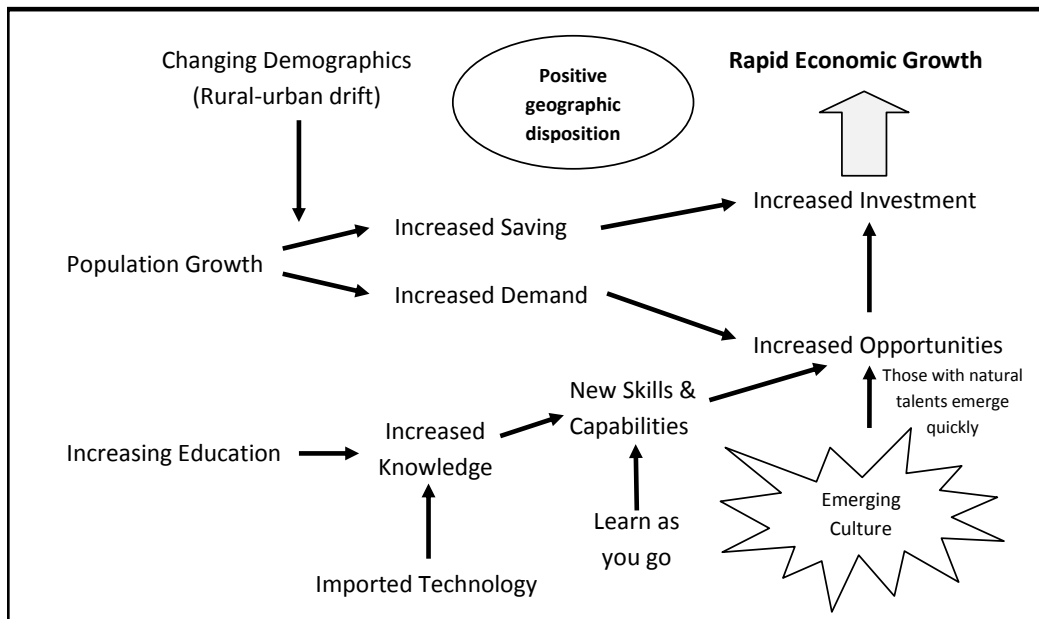 Changing Demographics
(Rural-urban drift)
Positive
geographic
disposition
Rapid Economic Growth
Increased Investment
Increased Saving
Population Growth
Increased Demand
Increased Opportunities
Those with natural
talents emerge
quickly
New Skills &
Capabilities
Increased
Knowledge
Increasing Education
Emerging
Culture
Learn as
you go
Imported Technology